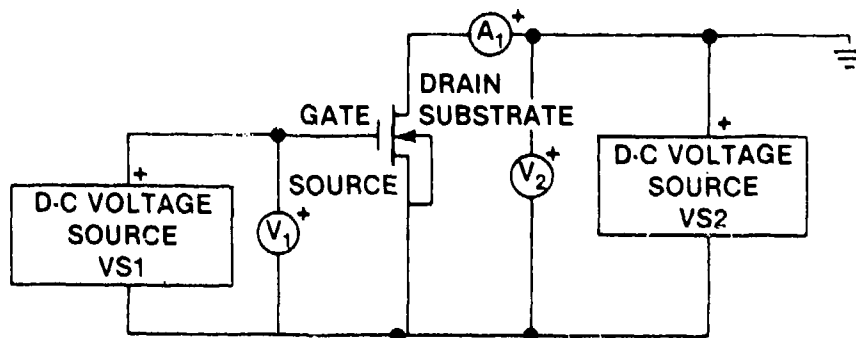 A1 +
DRAIN
GATE SUBSTRATE
+ +
SOURCE V1 + V2 +
D-C VOLTAGE
SOURCE
VS1
D-C VOLTAGE
SOURCE
VS2